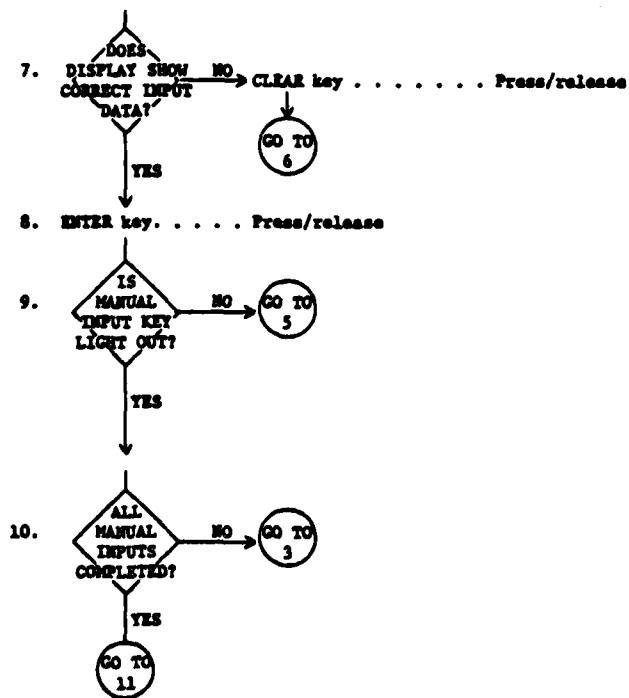 DOES
7. DISPLAY SHOW NO CLEAR key . . . . . . . Press/release
CORRECT INPUT
DATA?
GO TO
6
YES
8. ENTER key. . . . . Press/release
IS
MANUAL NO GO TO
9. INPUT KEY 5
LIGHT OUT?
YES
ALL
10. MANUAL NO GO TO
INPUTS 3
COMPLETED?
YES
GO TO
11